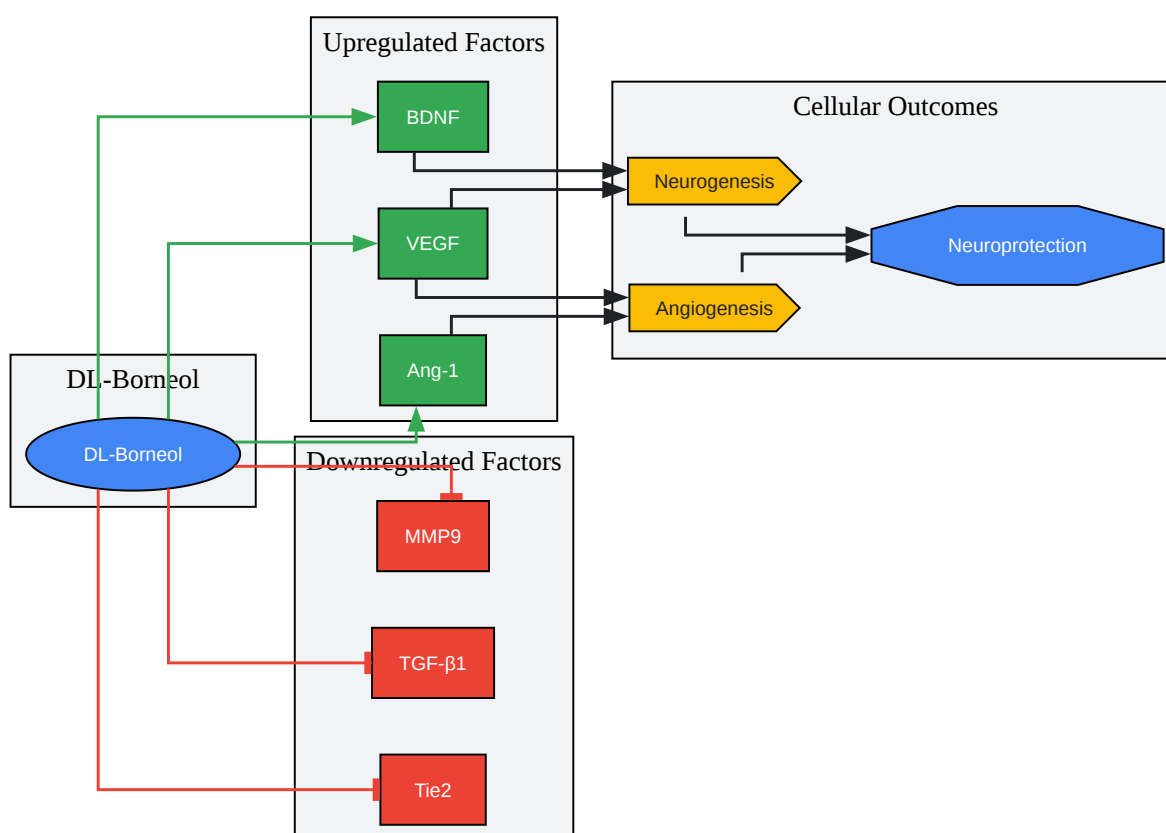 Upregulated Factors
BDNF
VEGF
Ang-1
Cellular Outcomes
Neurogenesis
Angiogenesis
Neuroprotection
DL-Borneol
DL-Borneol
Downregulated Factors
MMP9
TGF-β1
Tie2